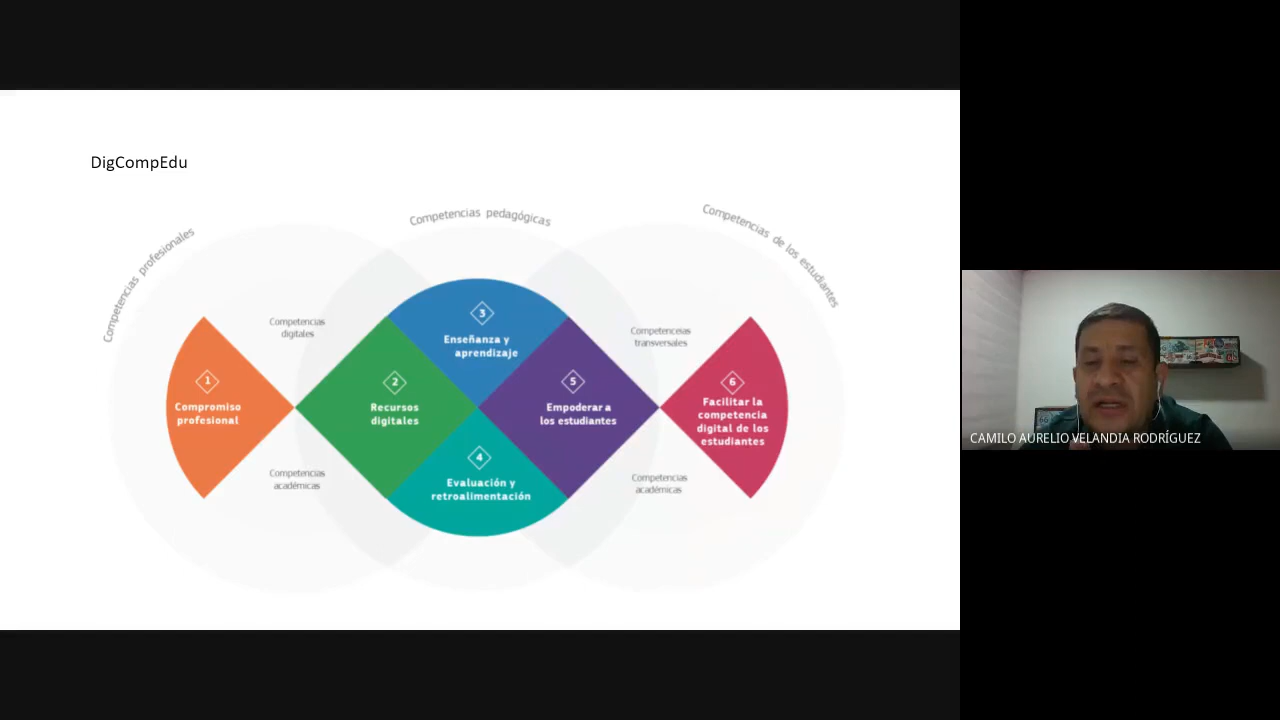 DigCompEdu
Competencias profesionales
Competencias pedagógicas
Competencias de los estudiantes
Competencias
digitales
Competenceias
transversales
1
Compromiso
profesional
2
Recursos
digitales
3
Enseñanza y
aprendizaje
4
Evaluación y
retroalimentación
5
Empoderar a
los estudiantes
6
Facilitar la
competencia
digital de los
estudiantes
Competencias
académicas
Competencias
académicas
CAMILO AURELIO VELANDIA RODRÍGUEZ